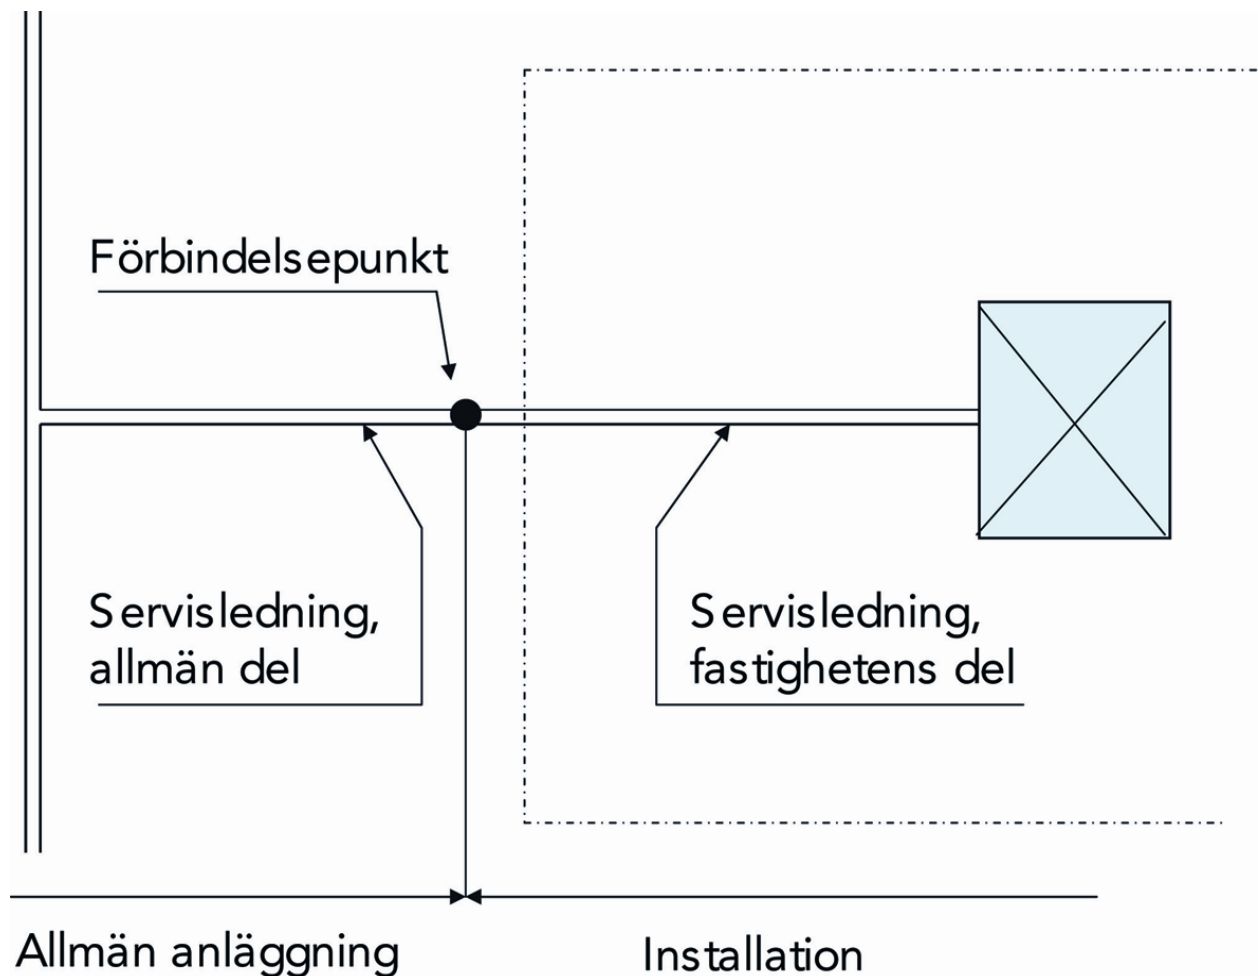 Förbindelsepunkt
Servisledning,
allmän del
Servisledning,
fastighetens del
Allmän anläggning
Installation